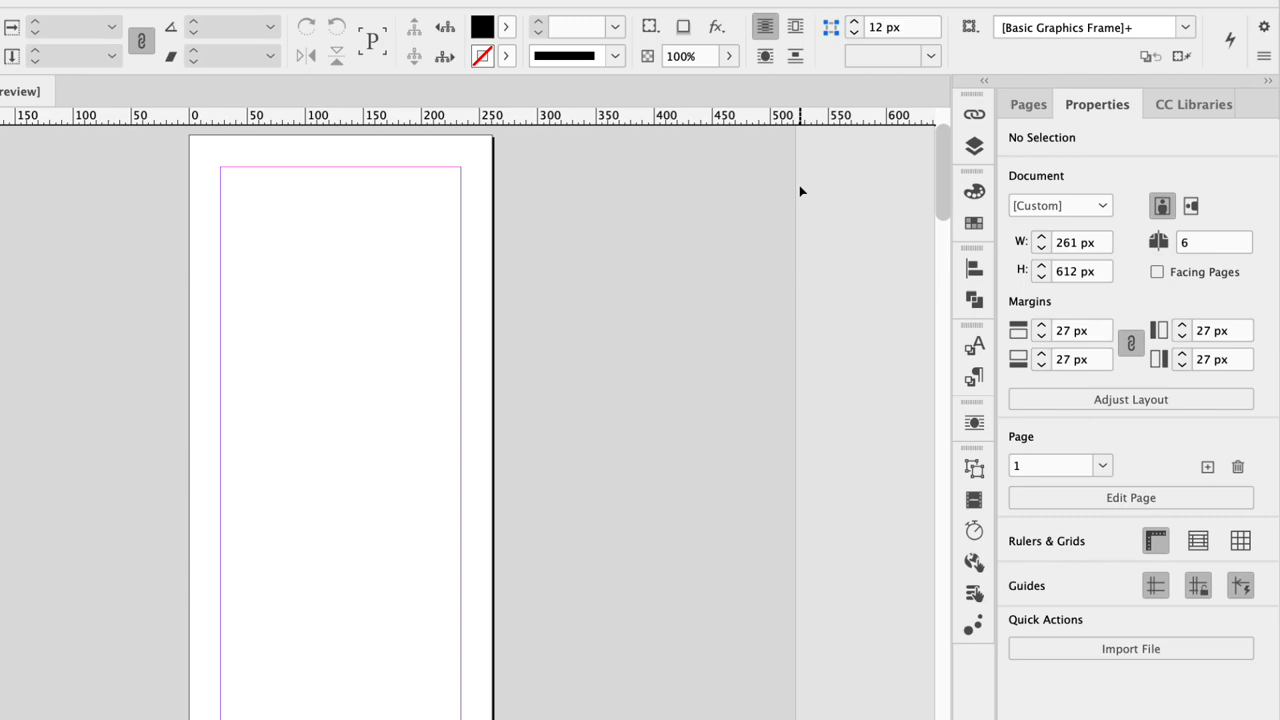 P
fx.
12 px
[Basic Graphics Frame]+
100%
review]
Pages
Properties
CC Libraries
150 100 50 0 50 100 150 200 250 300 350 400 450 500 550 600
No Selection
Document
[Custom]
W:
261 px
6
H:
612 px
Facing Pages
Margins
27 px
27 px
27 px
27 px
Adjust Layout
Page
1
Edit Page
Rulers & Grids
Guides
Quick Actions
Import File